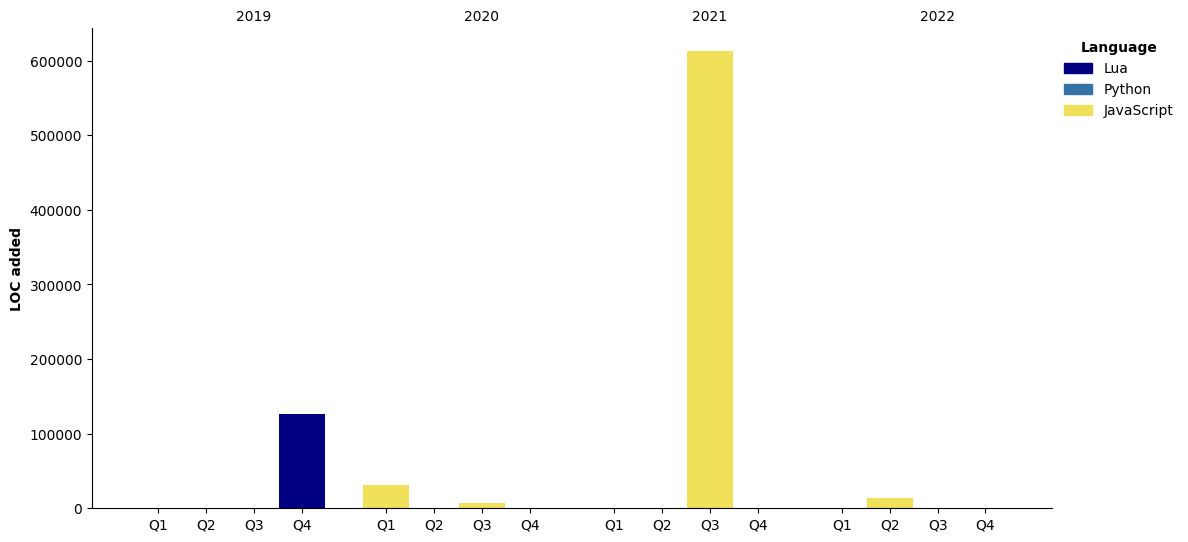 2019 2020 2021 2022
Language
Lua
Python
JavaScript
LOC added
600000
500000
400000
300000
200000
100000
0
Q1 Q2 Q3 Q4 Q1 Q2 Q3 Q4 Q1 Q2 Q3 Q4 Q1 Q2 Q3 Q4